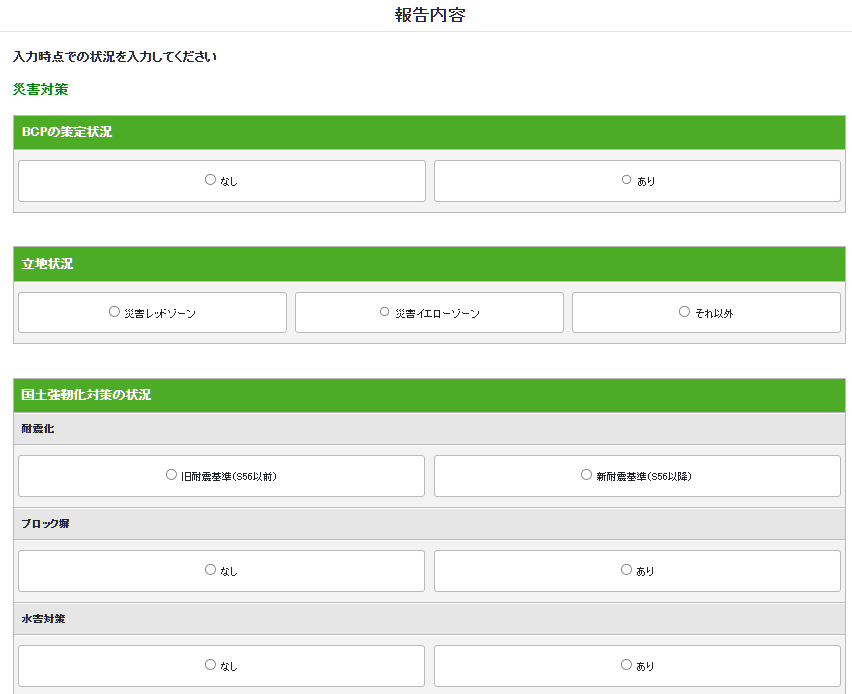 報告内容
入力時点での状況を入力してください
災害対策
BCPの策定状況
なし あり
立地状況
災害レッドゾーン 災害イエローゾーン それ以外
国土強靭化対策の状況
耐震化
旧耐震基準(S56以前) 新耐震基準(S56以降)
ブロック塀
なし あり
水害対策
なし あり